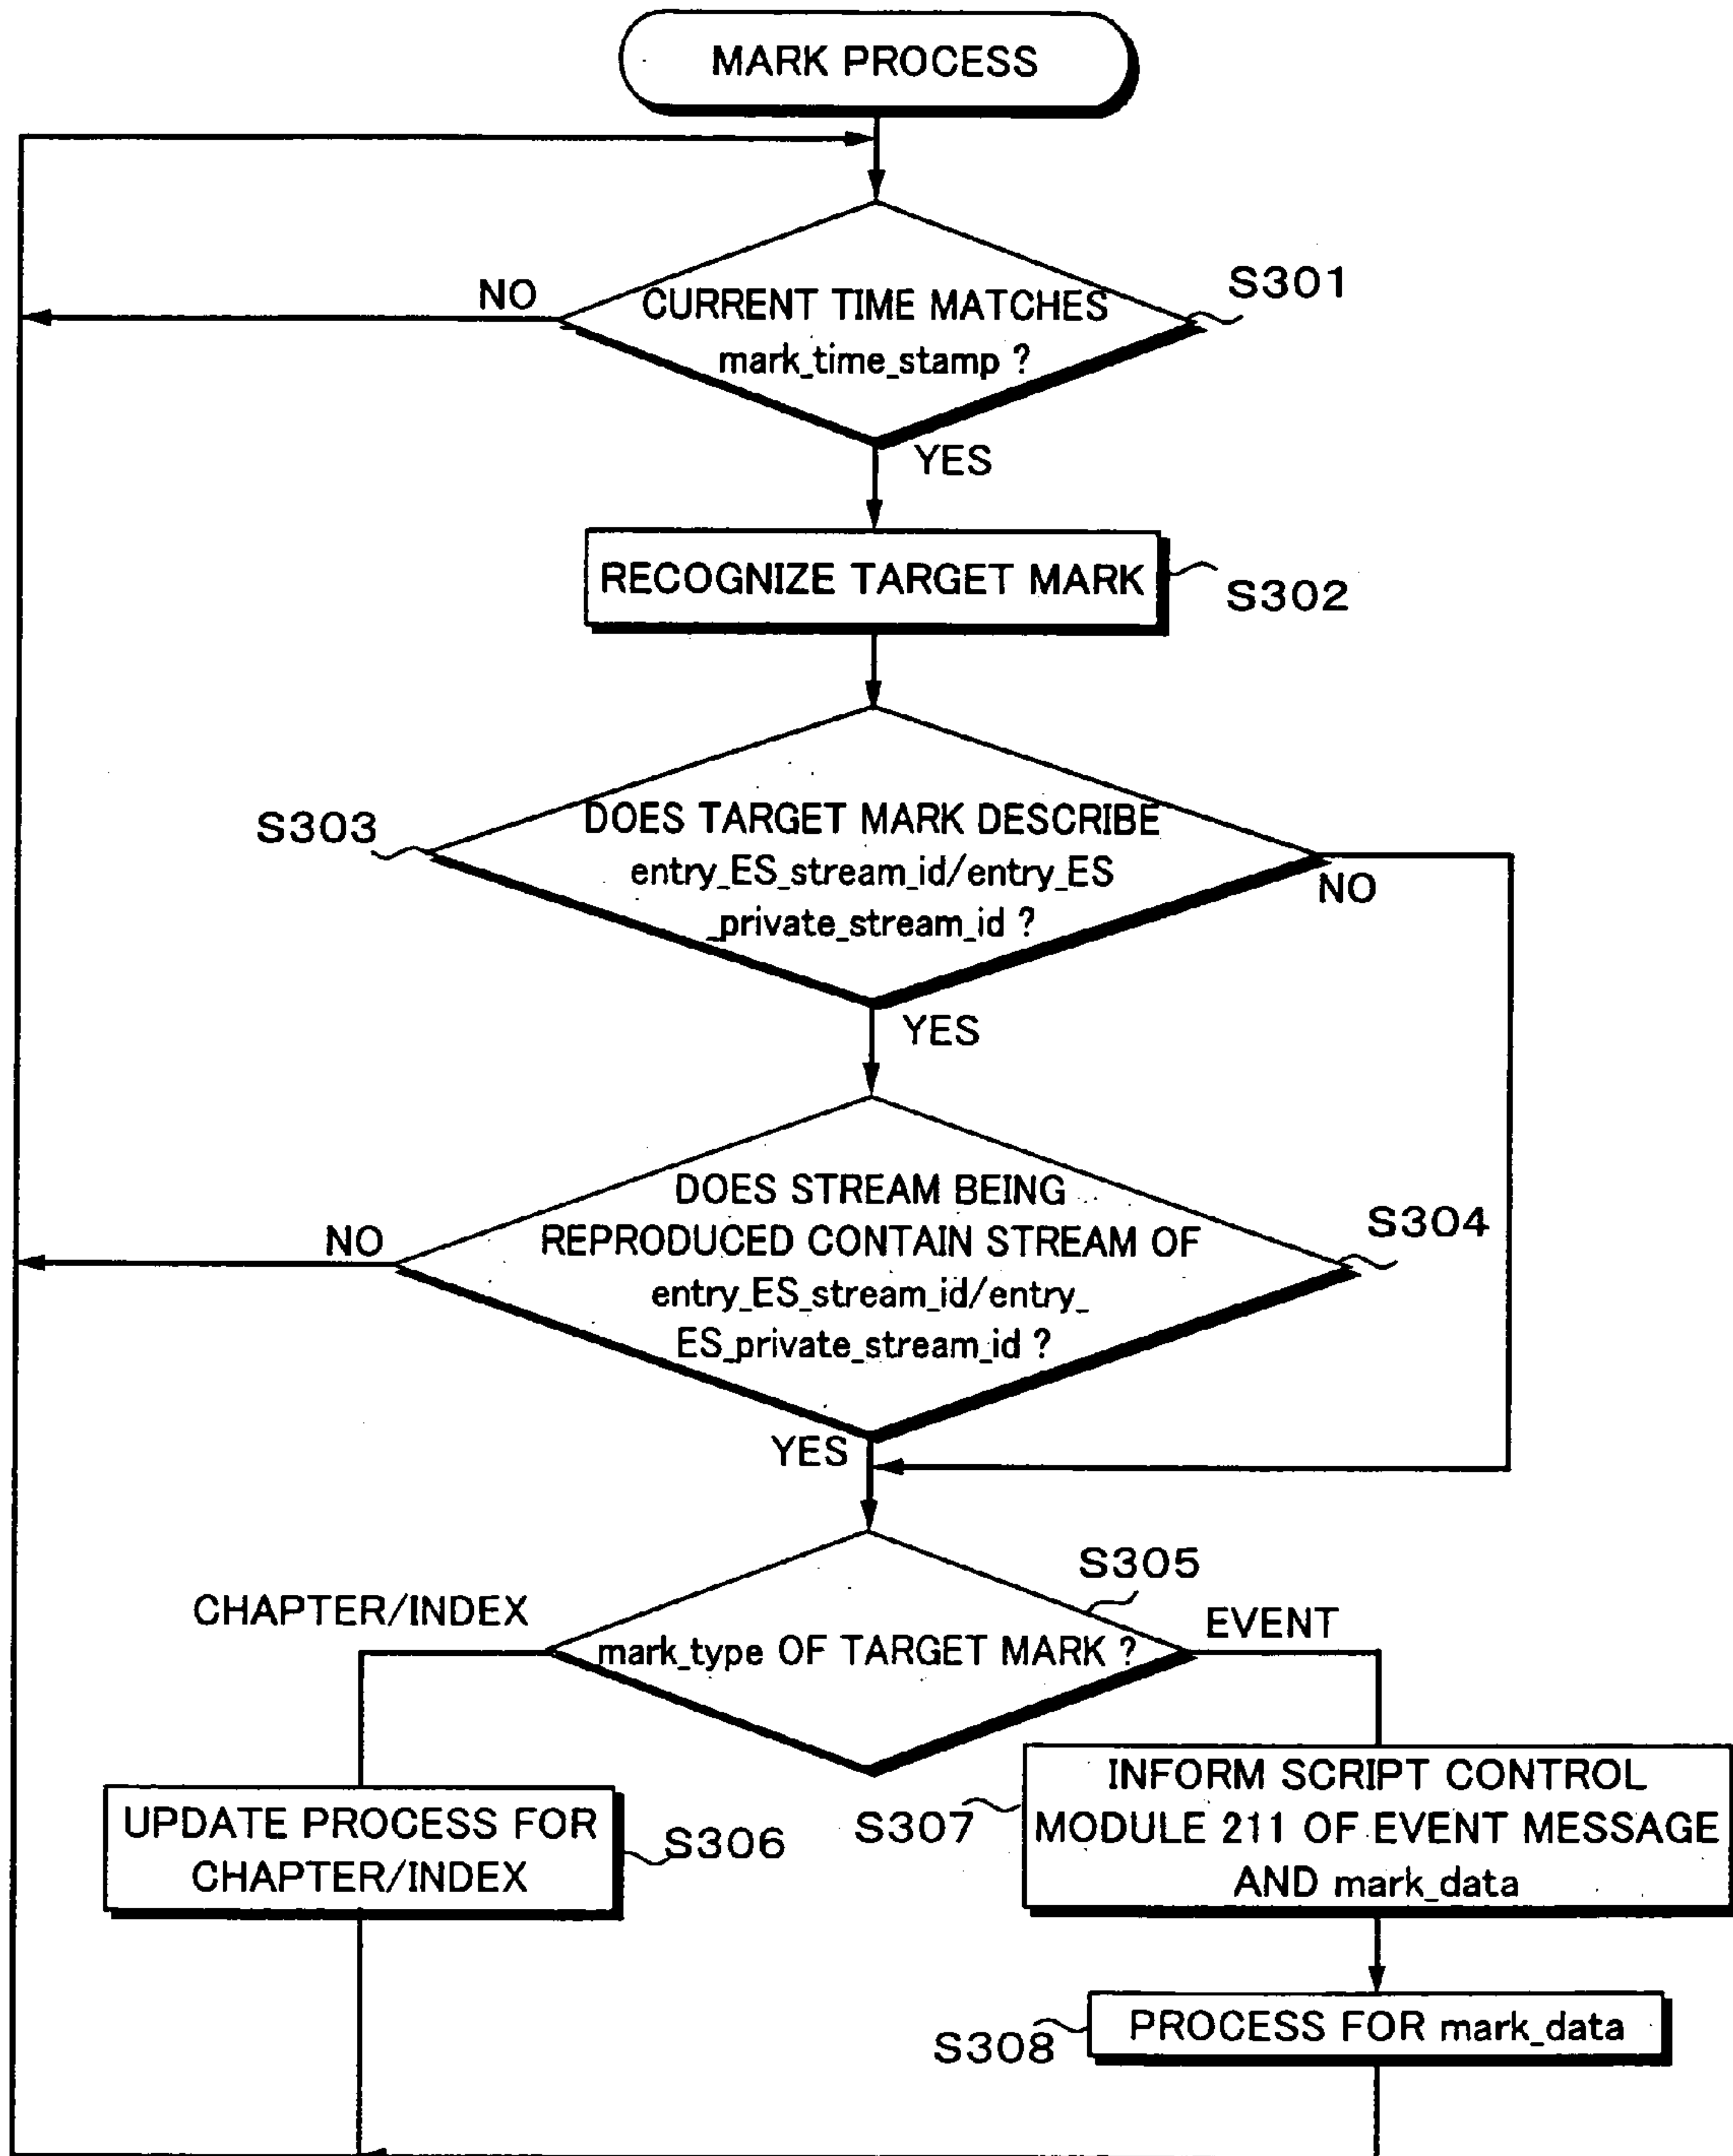 MARK PROCESS
NO
CURRENT TIME MATCHES
mark_time_stamp ?
S301
YES
RECOGNIZE TARGET MARK
S302
S303
DOES TARGET MARK DESCRIBE
entry_ES_stream_id/entry_ES
_private_stream_id ?
NO
YES
DOES STREAM BEING
REPRODUCED CONTAIN STREAM OF
entry_ES_stream_id/entry_
ES_private_stream_id ?
S304
NO
YES
S305
CHAPTER/INDEX
mark_type OF TARGET MARK ?
EVENT
UPDATE PROCESS FOR
CHAPTER/INDEX
S306
S307
INFORM SCRIPT CONTROL
MODULE 211 OF EVENT MESSAGE
AND mark_data
S308
PROCESS FOR mark_data